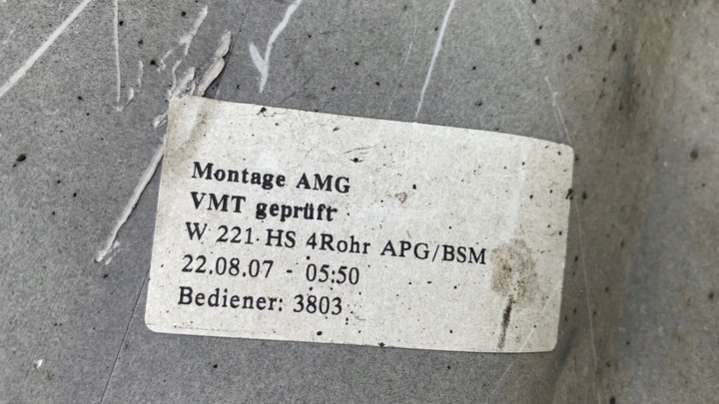 Montage AMG
VMT geprüft
W 221 HS 4Rohr APG/BSM
22.08.07 - 05:50
Bediener: 3803